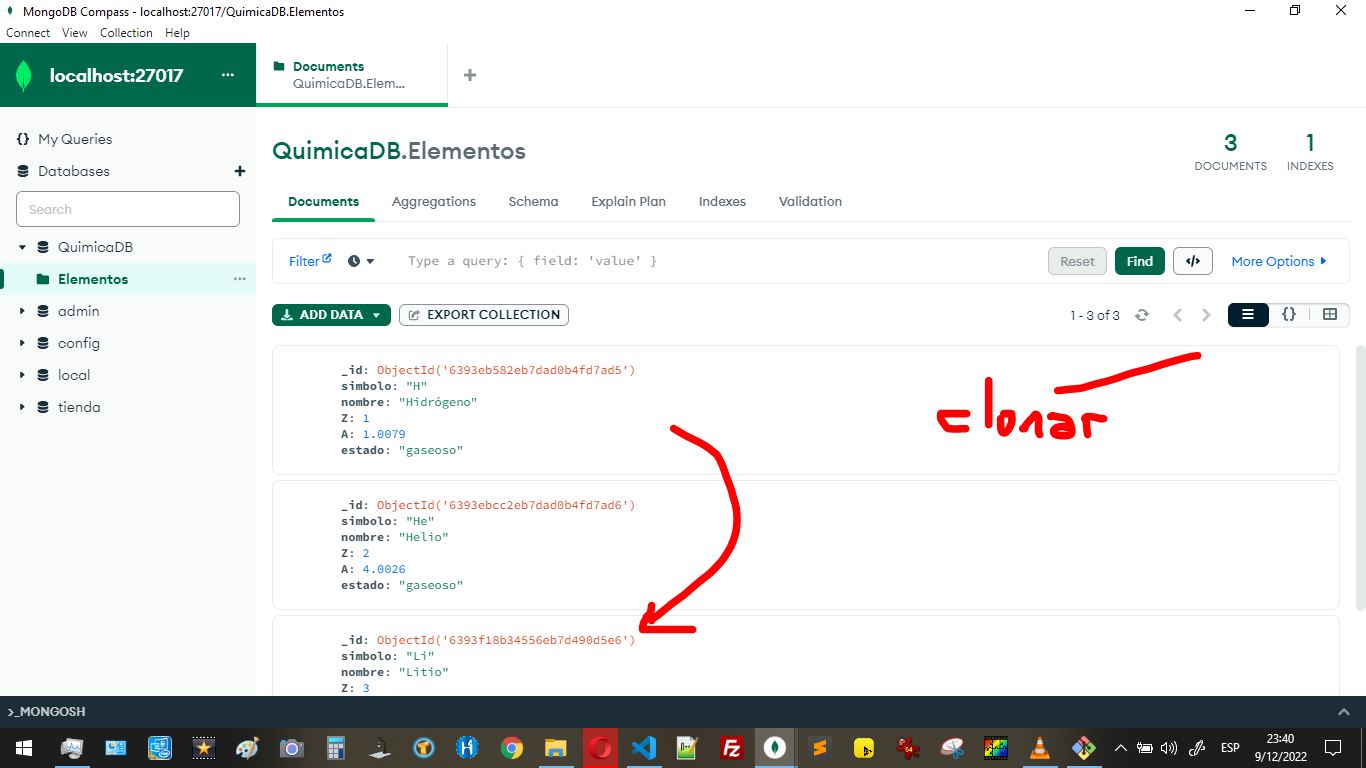 MongoDB Compass - localhost:27017/QuimicaDB.Elementos
Connect View Collection Help
localhost:27017 ...
Documents
QuimicaDB.Elem...
+
{} My Queries
Databases +
Search
QuimicaDB
Elementos ...
admin
config
local
tienda
QuimicaDB.Elementos
3
DOCUMENTS
1
INDEXES
Documents Aggregations Schema Explain Plan Indexes Validation
Filter Type a query: { field: 'value' } Reset Find </> More Options
ADD DATA EXPORT COLLECTION 1 - 3 of 3 {}
_id: ObjectId('6393eb582eb7dad0b4fd7ad5')
simbolo: "H"
nombre: "Hidrógeno"
Z: 1
A: 1.0079
estado: "gaseoso"
clonar
_id: ObjectId('6393ebcc2eb7dad0b4fd7ad6')
simbolo: "He"
nombre: "Helio"
Z: 2
A: 4.0026
estado: "gaseoso"
_id: ObjectId('6393f18b34556eb7d490d5e6')
simbolo: "Li"
nombre: "Litio"
Z: 3
>_MONGOSH
ESP
23:40
9/12/2022